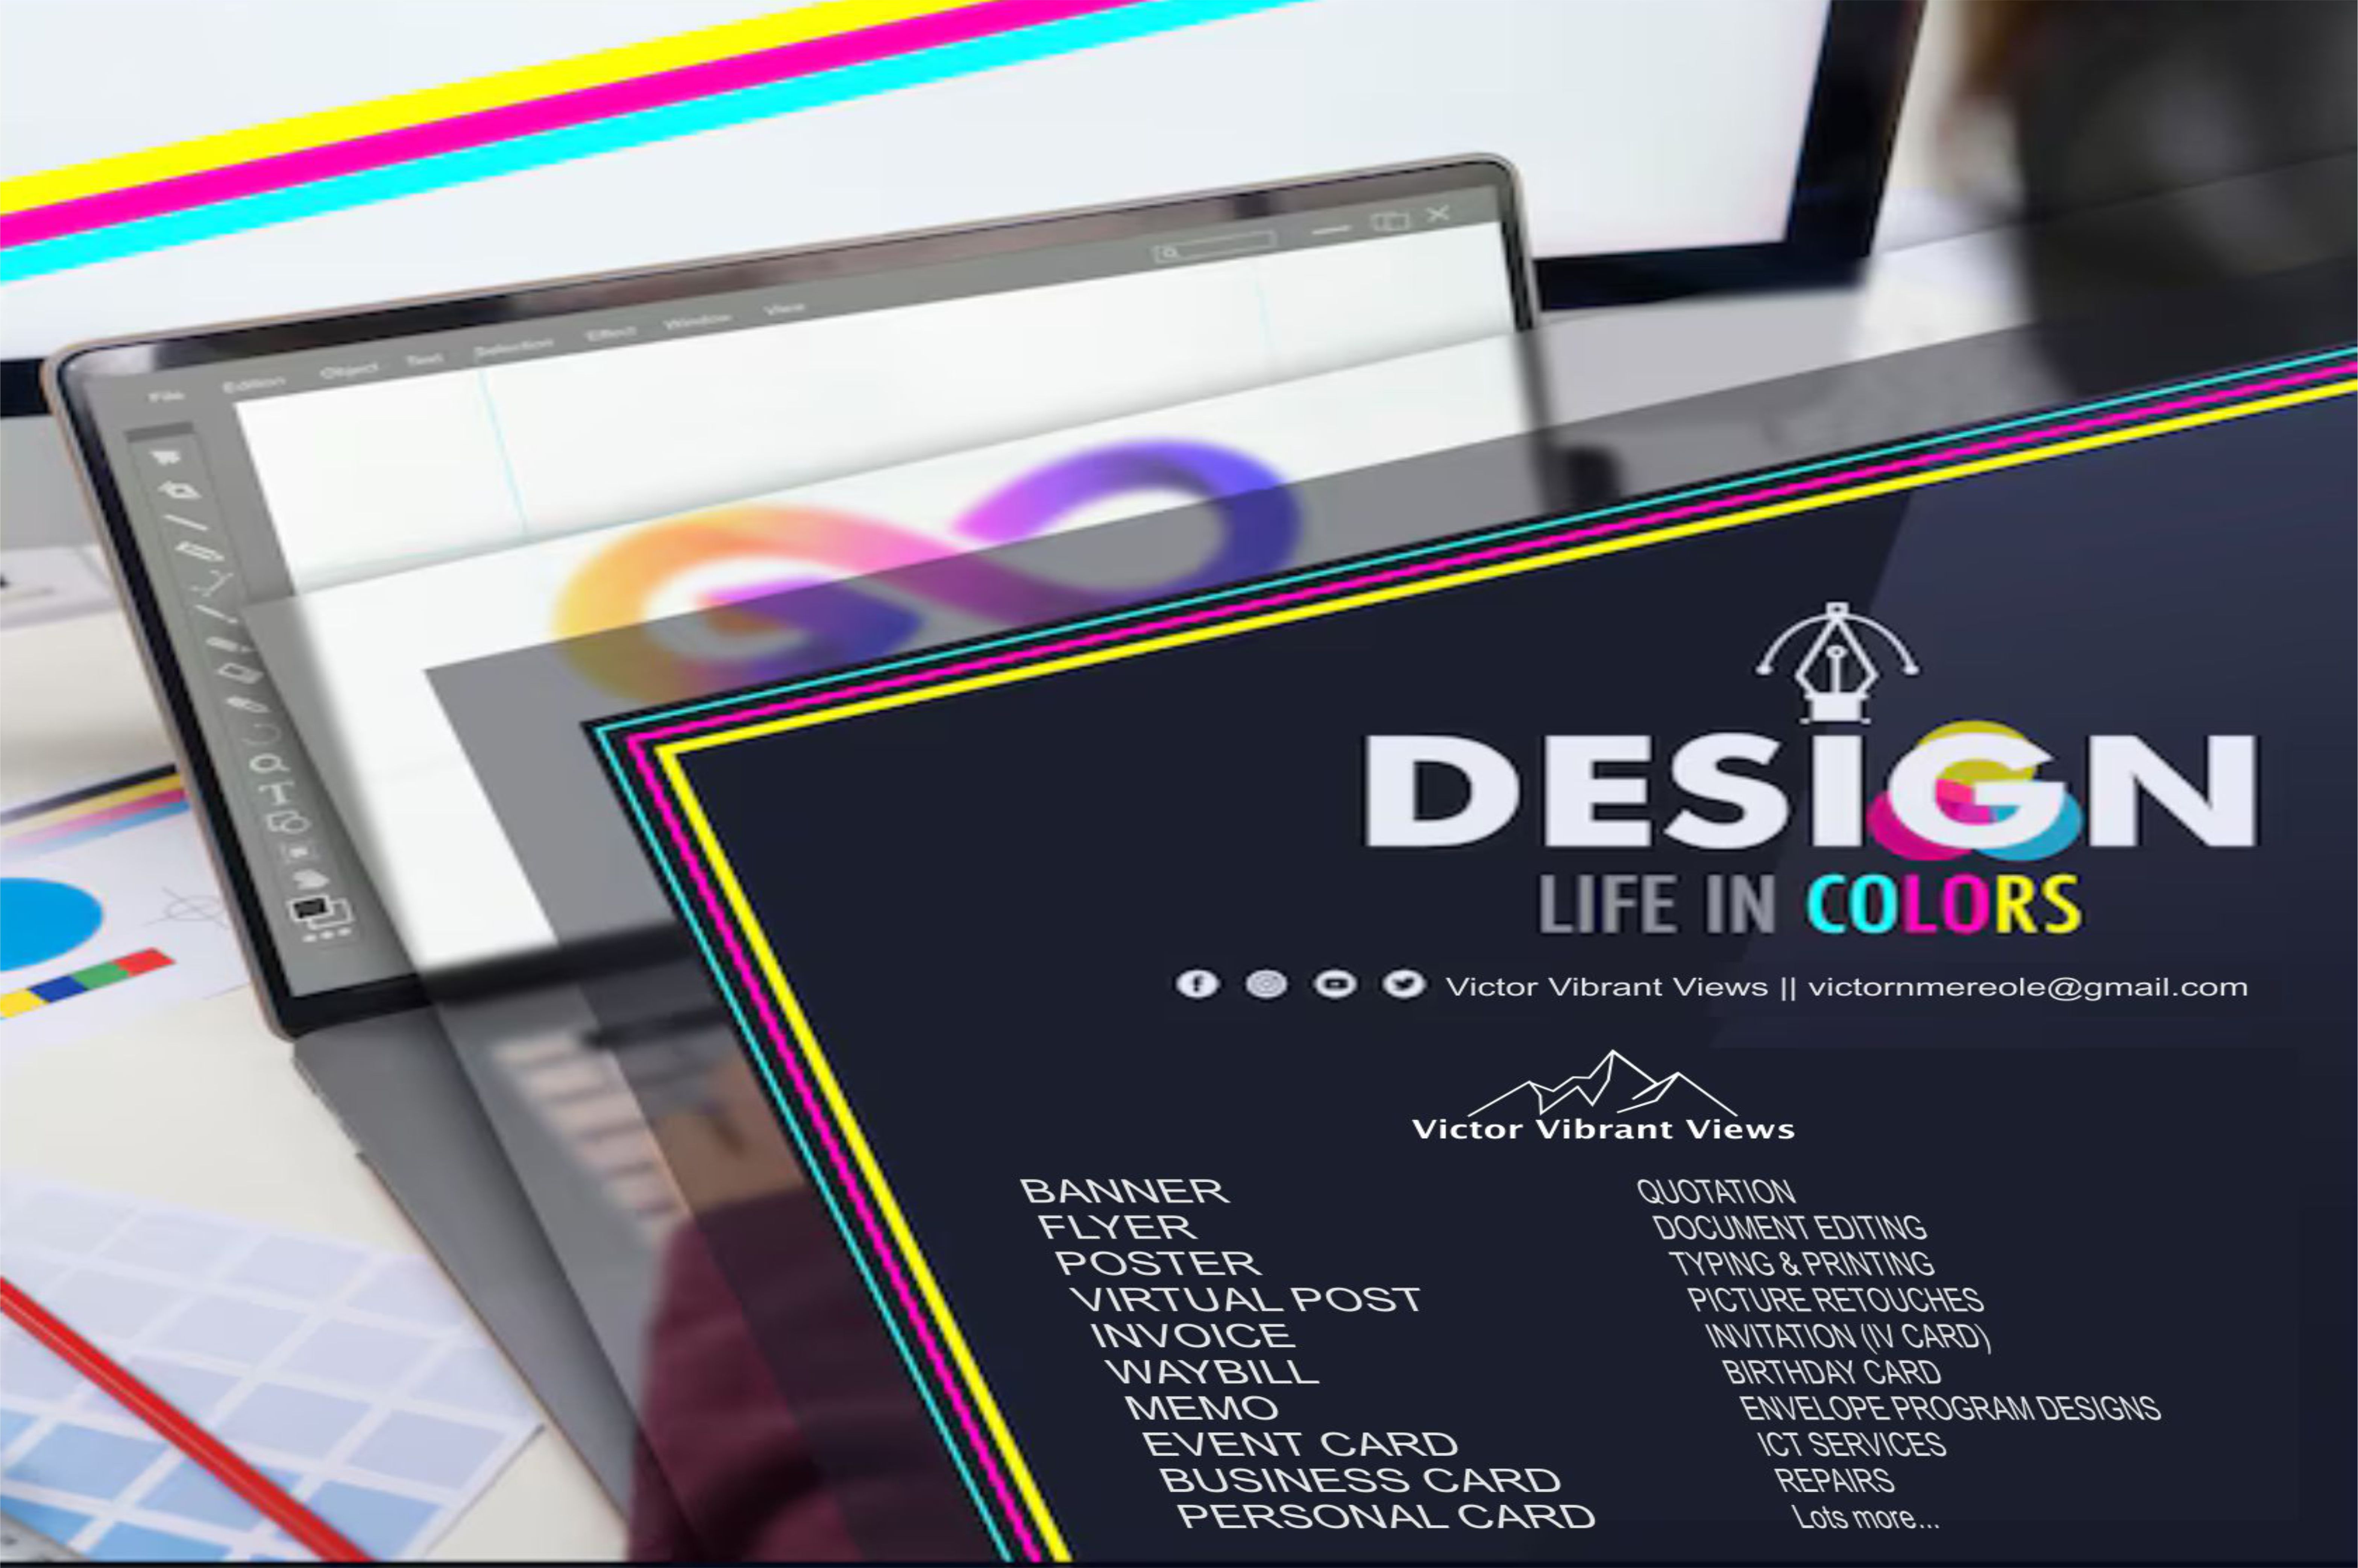 File Edition Object Text Selection Effect Window View
DESIGN
LIFE IN COLORS
Victor Vibrant Views || victornmereole@gmail.com
Victor Vibrant Views
BANNER
FLYER
POSTER
VIRTUAL POST
INVOICE
WAYBILL
MEMO
EVENT CARD
BUSINESS CARD
PERSONAL CARD
QUOTATION
DOCUMENT EDITING
TYPING & PRINTING
PICTURE RETOUCHES
INVITATION (IV CARD)
BIRTHDAY CARD
ENVELOPE PROGRAM DESIGNS
ICT SERVICES
REPAIRS
Lots more...